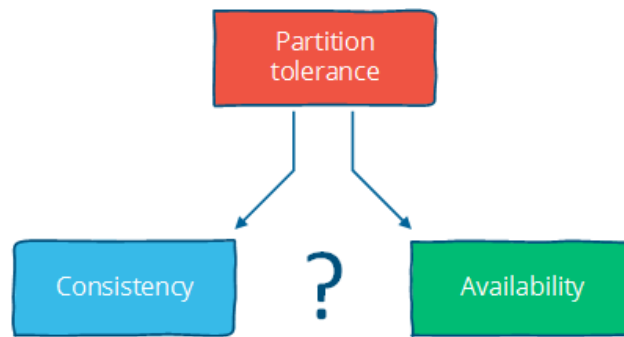 Partition
tolerance
Consistency
?
Availability